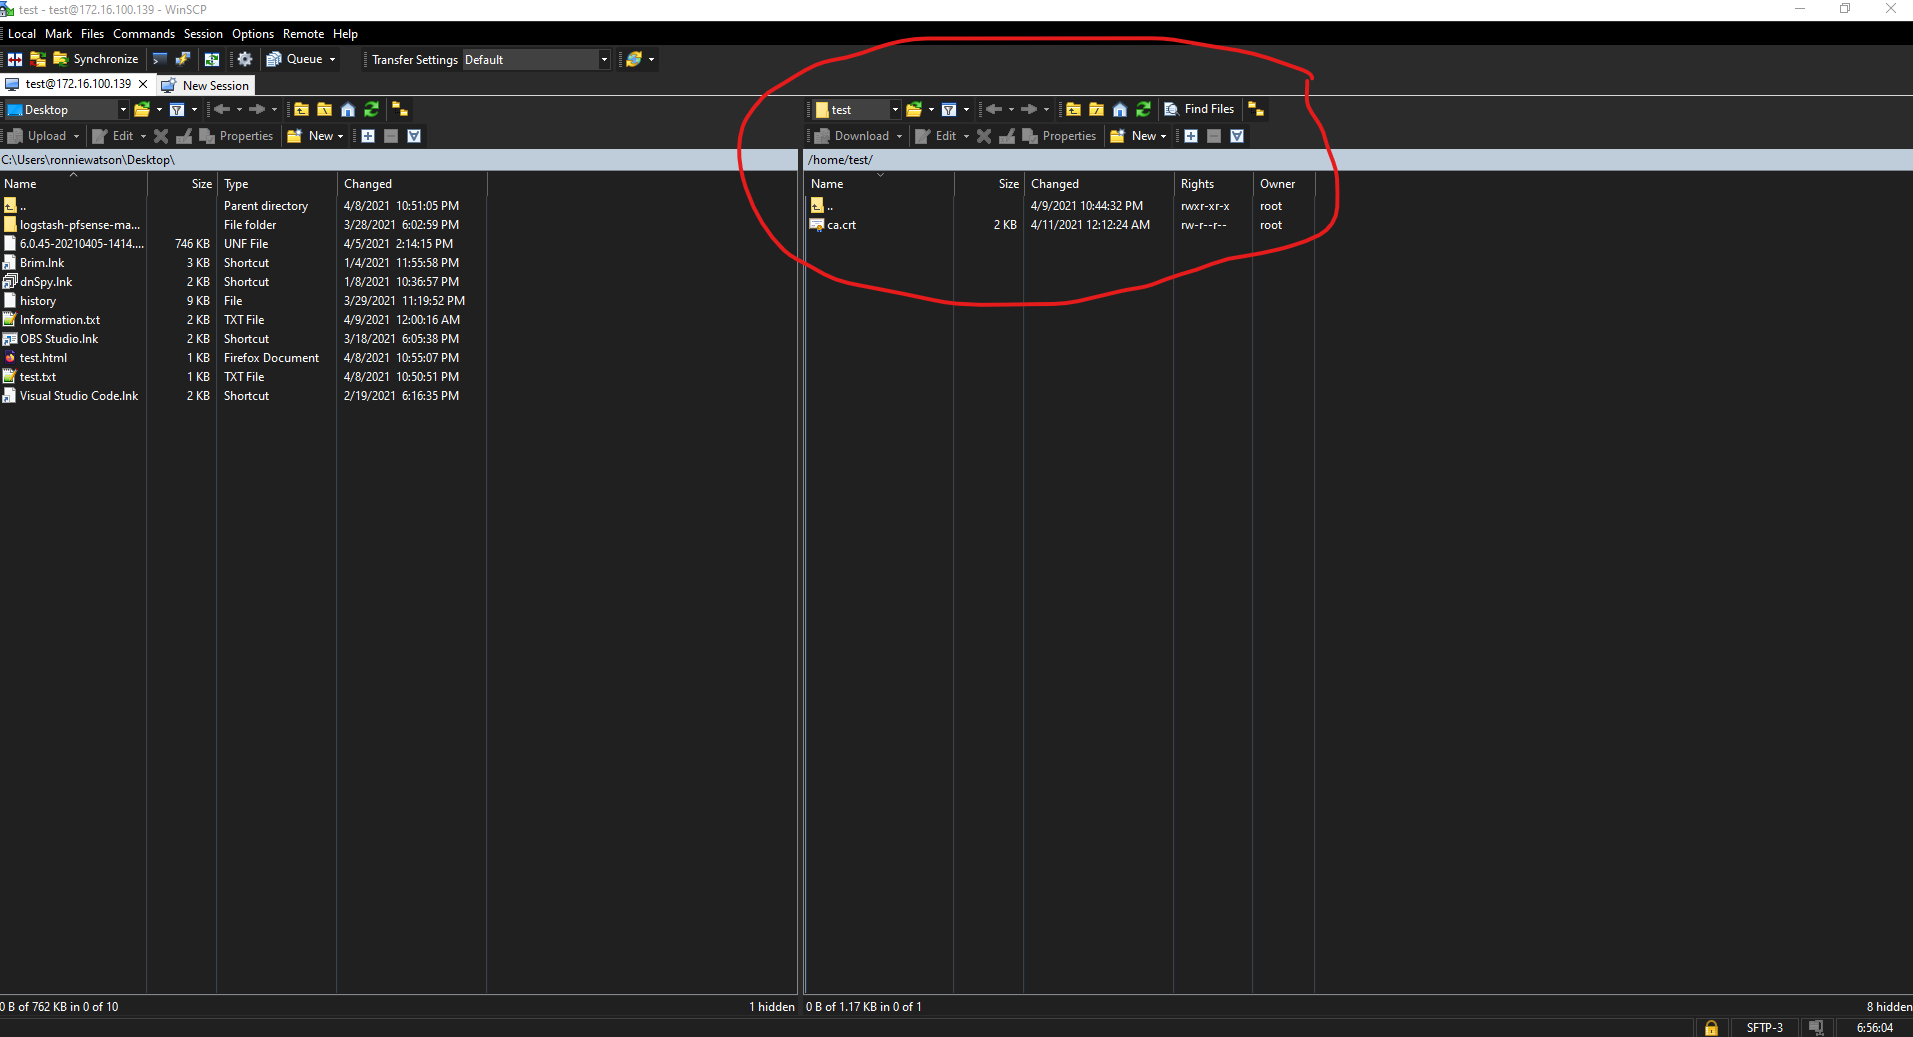 test - test@172.16.100.139 - WinSCP
Local Mark Files Commands Session Options Remote Help
Synchronize Queue Transfer Settings Default
test@172.16.100.139 New Session
Desktop
Upload Edit Properties New
C:\Users\ronniewatson\Desktop\
Name Size Type Changed
.. Parent directory 4/8/2021 10:51:05 PM
logstash-pfsense-ma... File folder 3/28/2021 6:02:59 PM
6.0.45-20210405-1414.... 746 KB UNF File 4/5/2021 2:14:15 PM
Brim.lnk 3 KB Shortcut 1/4/2021 11:55:58 PM
dnSpy.lnk 2 KB Shortcut 1/8/2021 10:36:57 PM
history 9 KB File 3/29/2021 11:19:52 PM
Information.txt 2 KB TXT File 4/9/2021 12:00:16 AM
OBS Studio.lnk 2 KB Shortcut 3/18/2021 6:05:38 PM
test.html 1 KB Firefox Document 4/8/2021 10:55:07 PM
test.txt 1 KB TXT File 4/8/2021 10:50:51 PM
Visual Studio Code.lnk 2 KB Shortcut 2/19/2021 6:16:35 PM
0 B of 762 KB in 0 of 10 1 hidden
test Find Files
Download Edit Properties New
/home/test/
Name Size Changed Rights Owner
.. 4/9/2021 10:44:32 PM rwxr-xr-x root
ca.crt 2 KB 4/11/2021 12:12:24 AM rw-r--r-- root
0 B of 1.17 KB in 0 of 1 8 hidden
SFTP-3 6:56:04